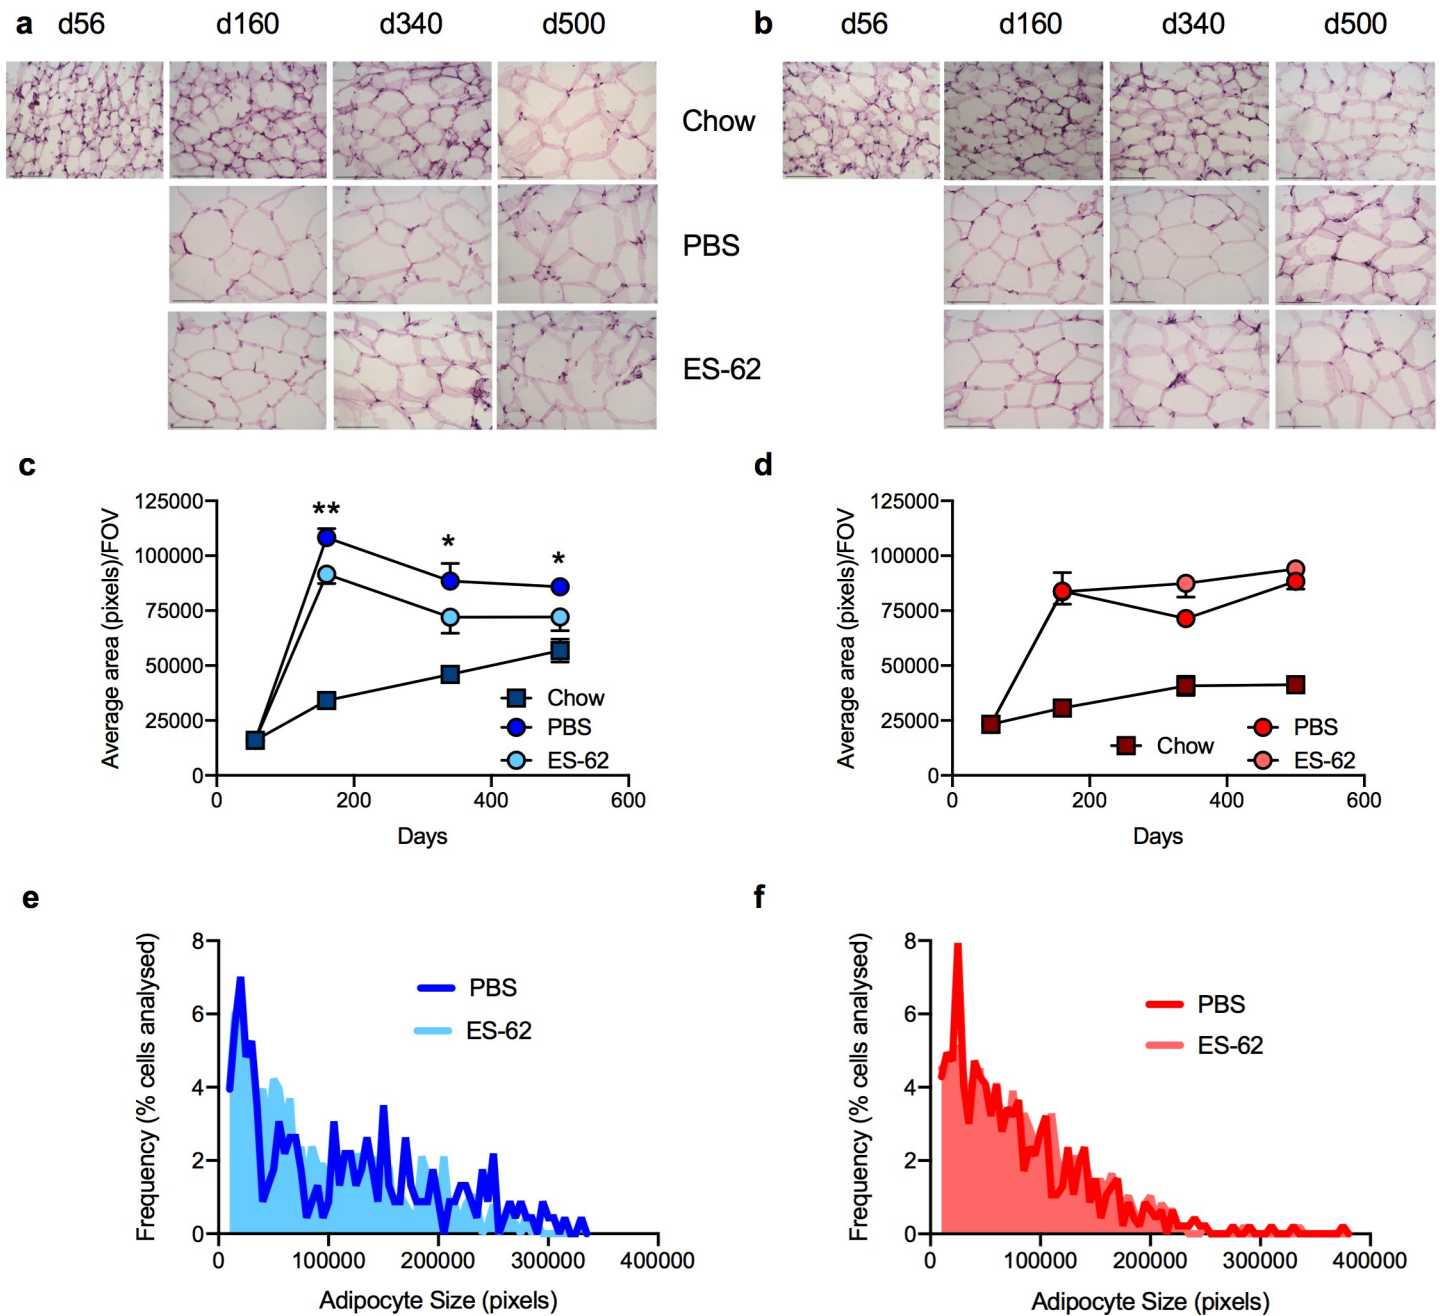 a d56 d160 d340 d500
b d56 d160 d340 d500
Chow
PBS
ES-62
c
Average area (pixels)/FOV
125000
100000
75000
50000
25000
0
** * *
Chow
PBS
ES-62
0 200 400 600
Days
d
Average area (pixels)/FOV
125000
100000
75000
50000
25000
0
Chow
PBS
ES-62
0 200 400 600
Days
e
Frequency (% cells analysed)
8
6
4
2
0
PBS
ES-62
0 100000 200000 300000 400000
Adipocyte Size (pixels)
f
Frequency (% cells analysed)
8
6
4
2
0
PBS
ES-62
0 100000 200000 300000 400000
Adipocyte Size (pixels)